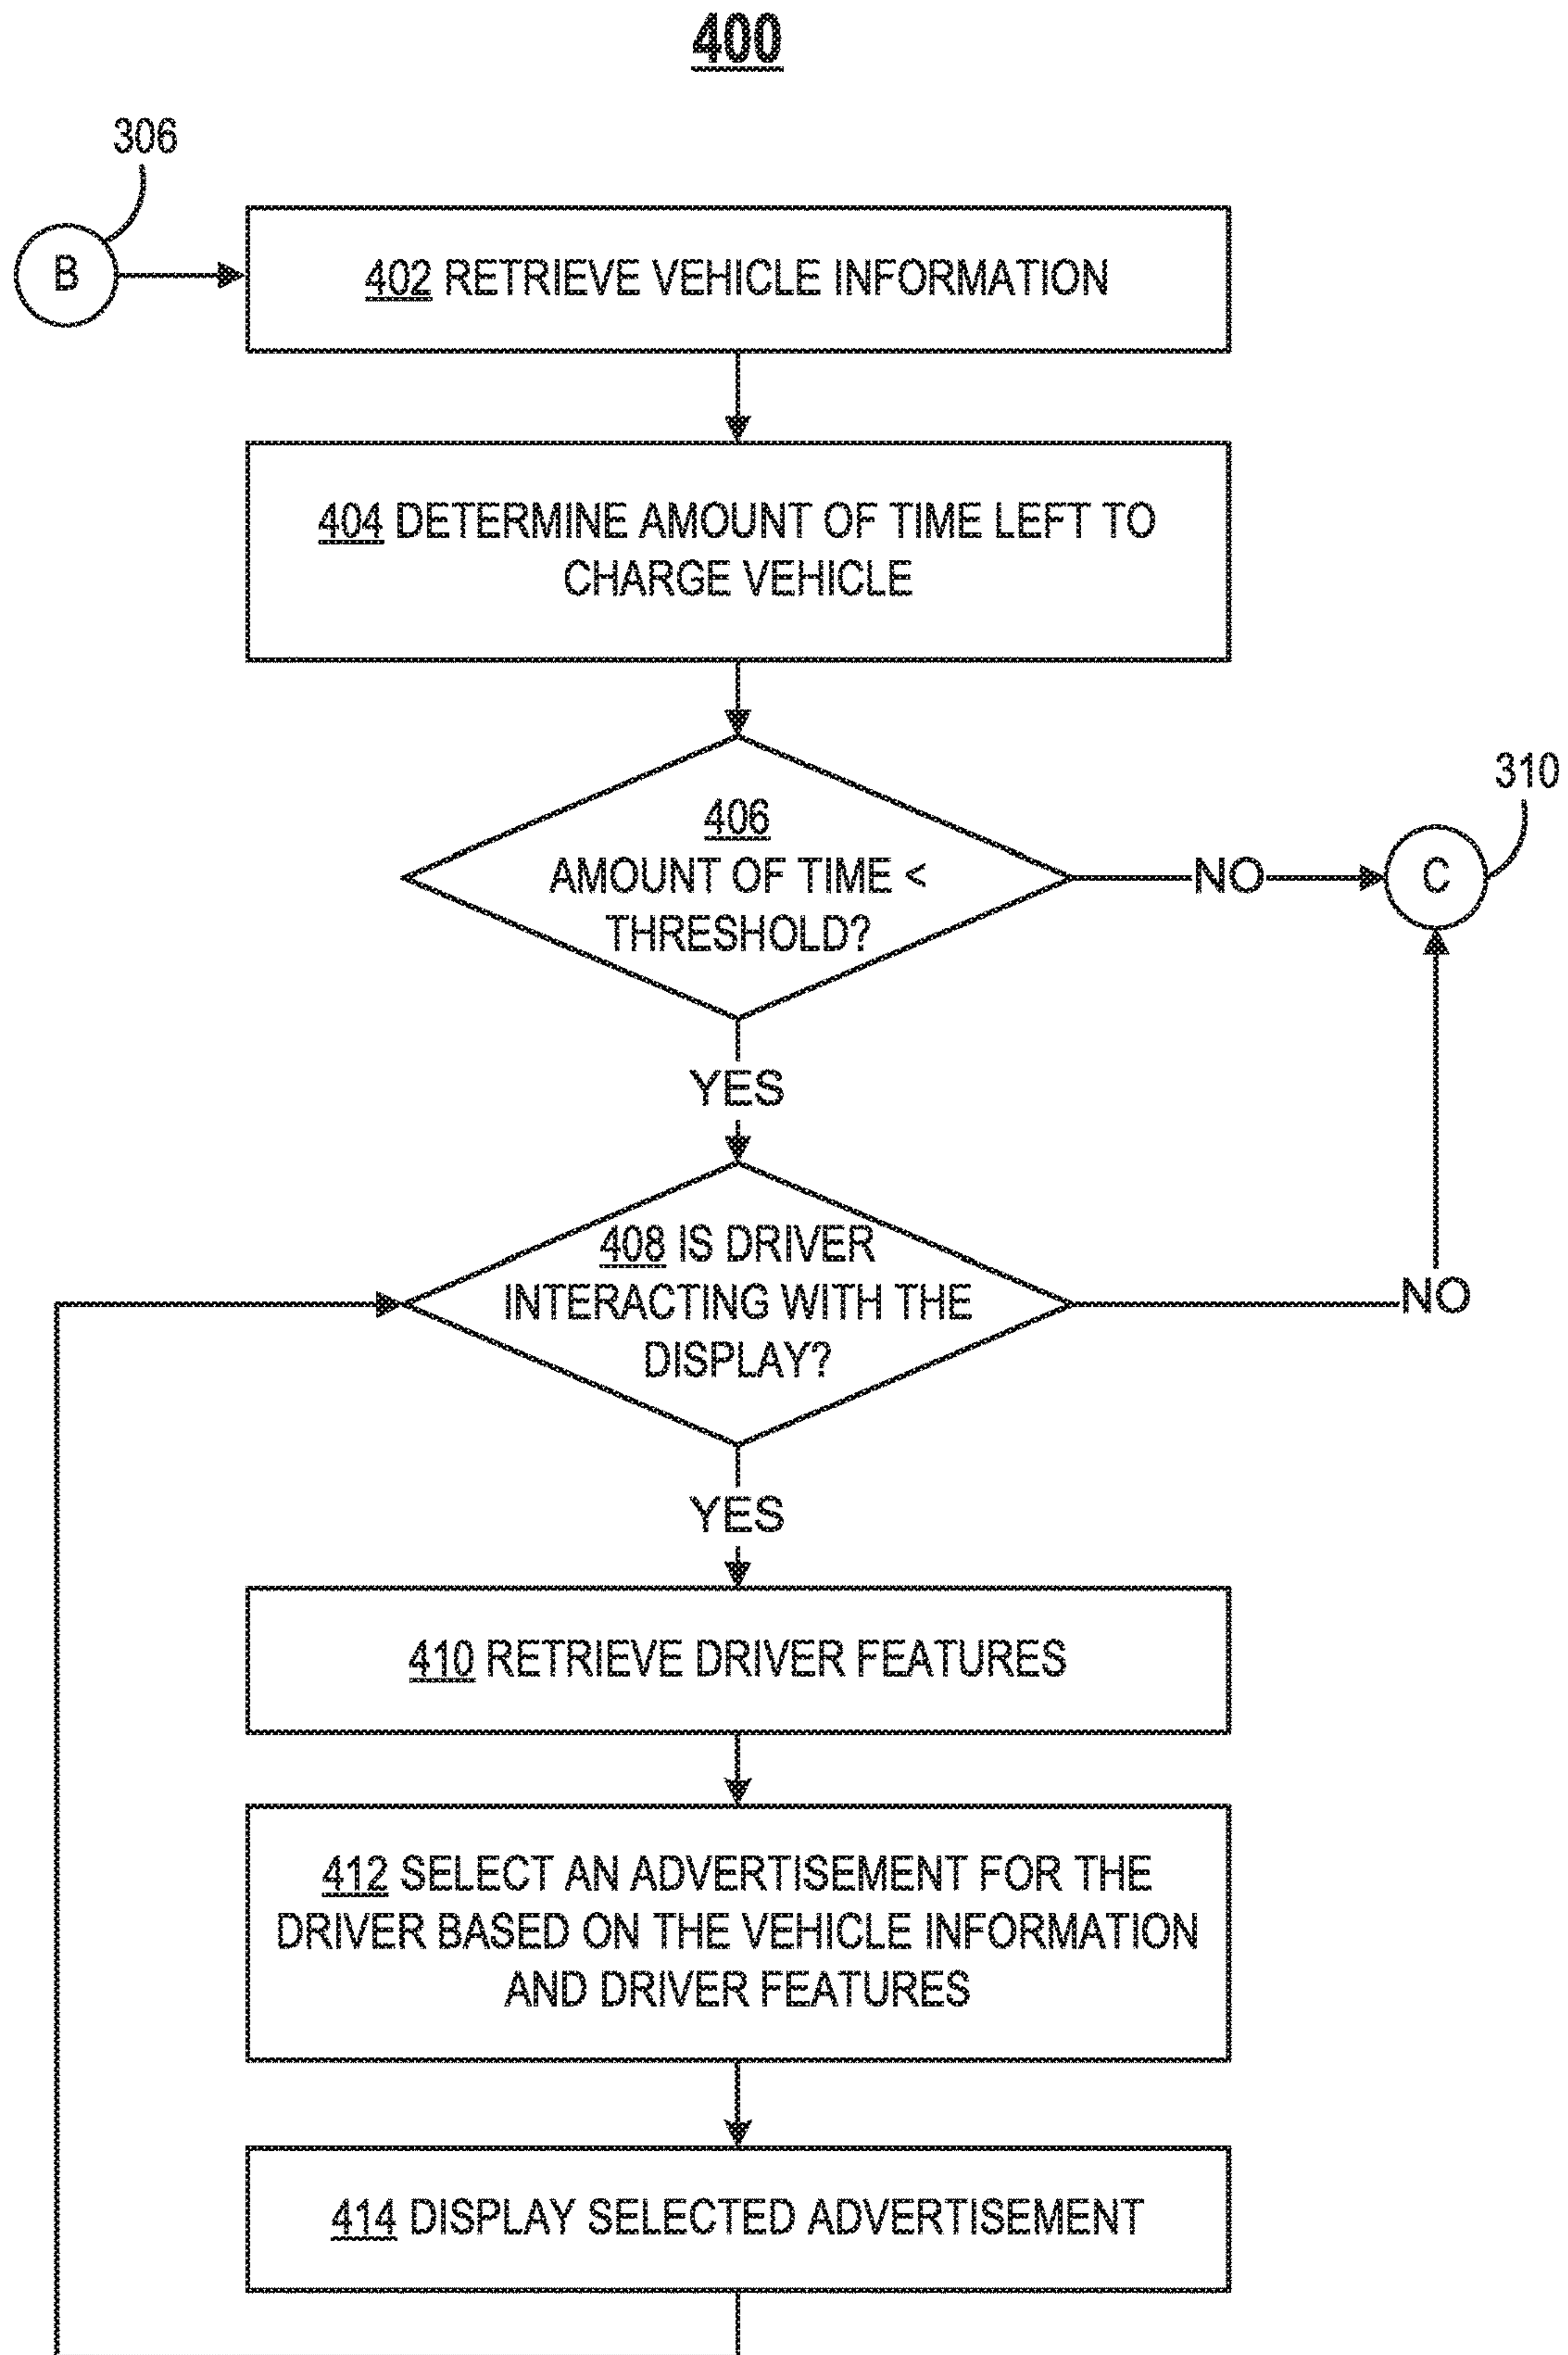 400
306
B
402 RETRIEVE VEHICLE INFORMATION
404 DETERMINE AMOUNT OF TIME LEFT TO
CHARGE VEHICLE
406
AMOUNT OF TIME <
THRESHOLD?
NO
310
C
YES
408 IS DRIVER
INTERACTING WITH THE
DISPLAY?
NO
YES
410 RETRIEVE DRIVER FEATURES
412 SELECT AN ADVERTISEMENT FOR THE
DRIVER BASED ON THE VEHICLE INFORMATION
AND DRIVER FEATURES
414 DISPLAY SELECTED ADVERTISEMENT